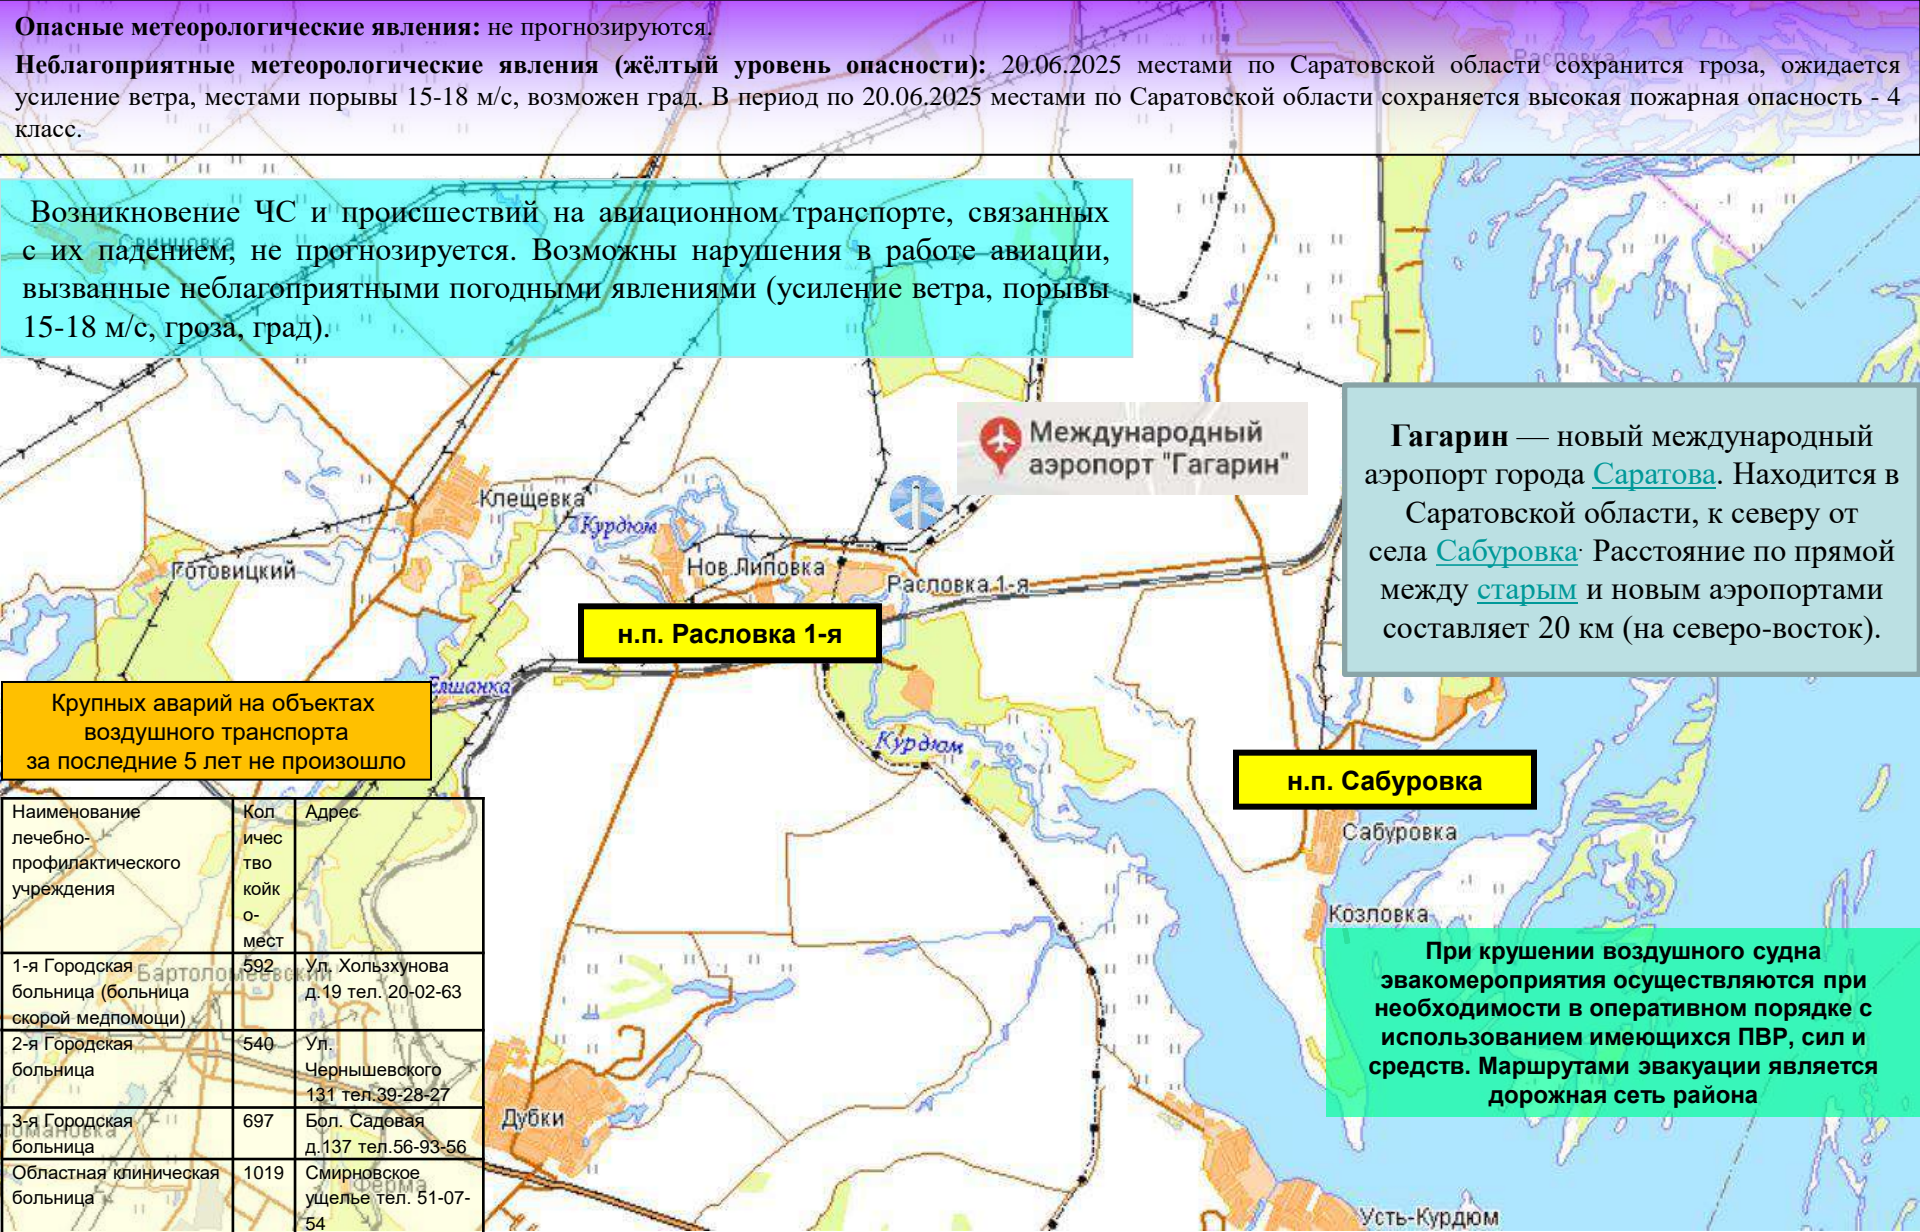 Опасные метеорологические явления: не прогнозируются.
Неблагоприятные метеорологические явления (жёлтый уровень опасности): 20.06.2025 местами по Саратовской области сохранится гроза, ожидается
усиление ветра, местами порывы 15-18 м/с, возможен град. В период по 20.06.2025 местами по Саратовской области сохраняется высокая пожарная опасность - 4
класс.
Расловка
Возникновение ЧС и происшествий на авиационном транспорте, связанных
с их падением, не прогнозируется. Возможны нарушения в работе авиации,
вызванные неблагоприятными погодными явлениями (усиление ветра, порывы
15-18 м/с, гроза, град).
Свинцовка
Международный
аэропорт "Гагарин"
Гагарин — новый международный
аэропорт города Саратова. Находится в
Саратовской области, к северу от
села Сабуровка. Расстояние по прямой
между старым и новым аэропортами
составляет 20 км (на северо-восток).
Клещевка
Курдюм
Готовицкий
Нов.Липовка
Расловка 1-я
н.п. Расловка 1-я
Елшанка
Курдюм
Крупных аварий на объектах
воздушного транспорта
за последние 5 лет не произошло
н.п. Сабуровка
Сабуровка
Козловка
Наименование
лечебно-
профилактического
учреждения
Кол
ичес
тво
койк
о-
мест
Адрес
1-я Городская
больница (больница
скорой медпомощи)
592
Ул. Хользхунова
д.19 тел. 20-02-63
Бартоломеевский
2-я Городская
больница
540
Ул.
Чернышевского
131 тел.39-28-27
3-я Городская
больница
697
Бол. Садовая
д.137 тел.56-93-56
Областная клиническая
больница
1019
Смирновское
ущелье тел. 51-07-
54
Ферма
Дубки
При крушении воздушного судна
эвакомероприятия осуществляются при
необходимости в оперативном порядке с
использованием имеющихся ПВР, сил и
средств. Маршрутами эвакуации является
дорожная сеть района
Усть-Курдюм